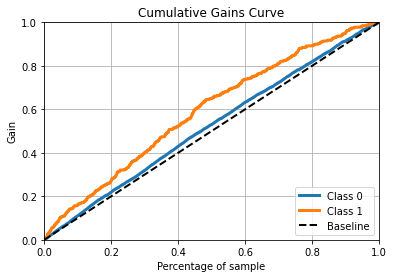 Cumulative Gains Curve
1.0
0.8
0.6
0.4
0.2
0.0
Gain
0.0 0.2 0.4 0.6 0.8 1.0
Percentage of sample
Class 0
Class 1
Baseline